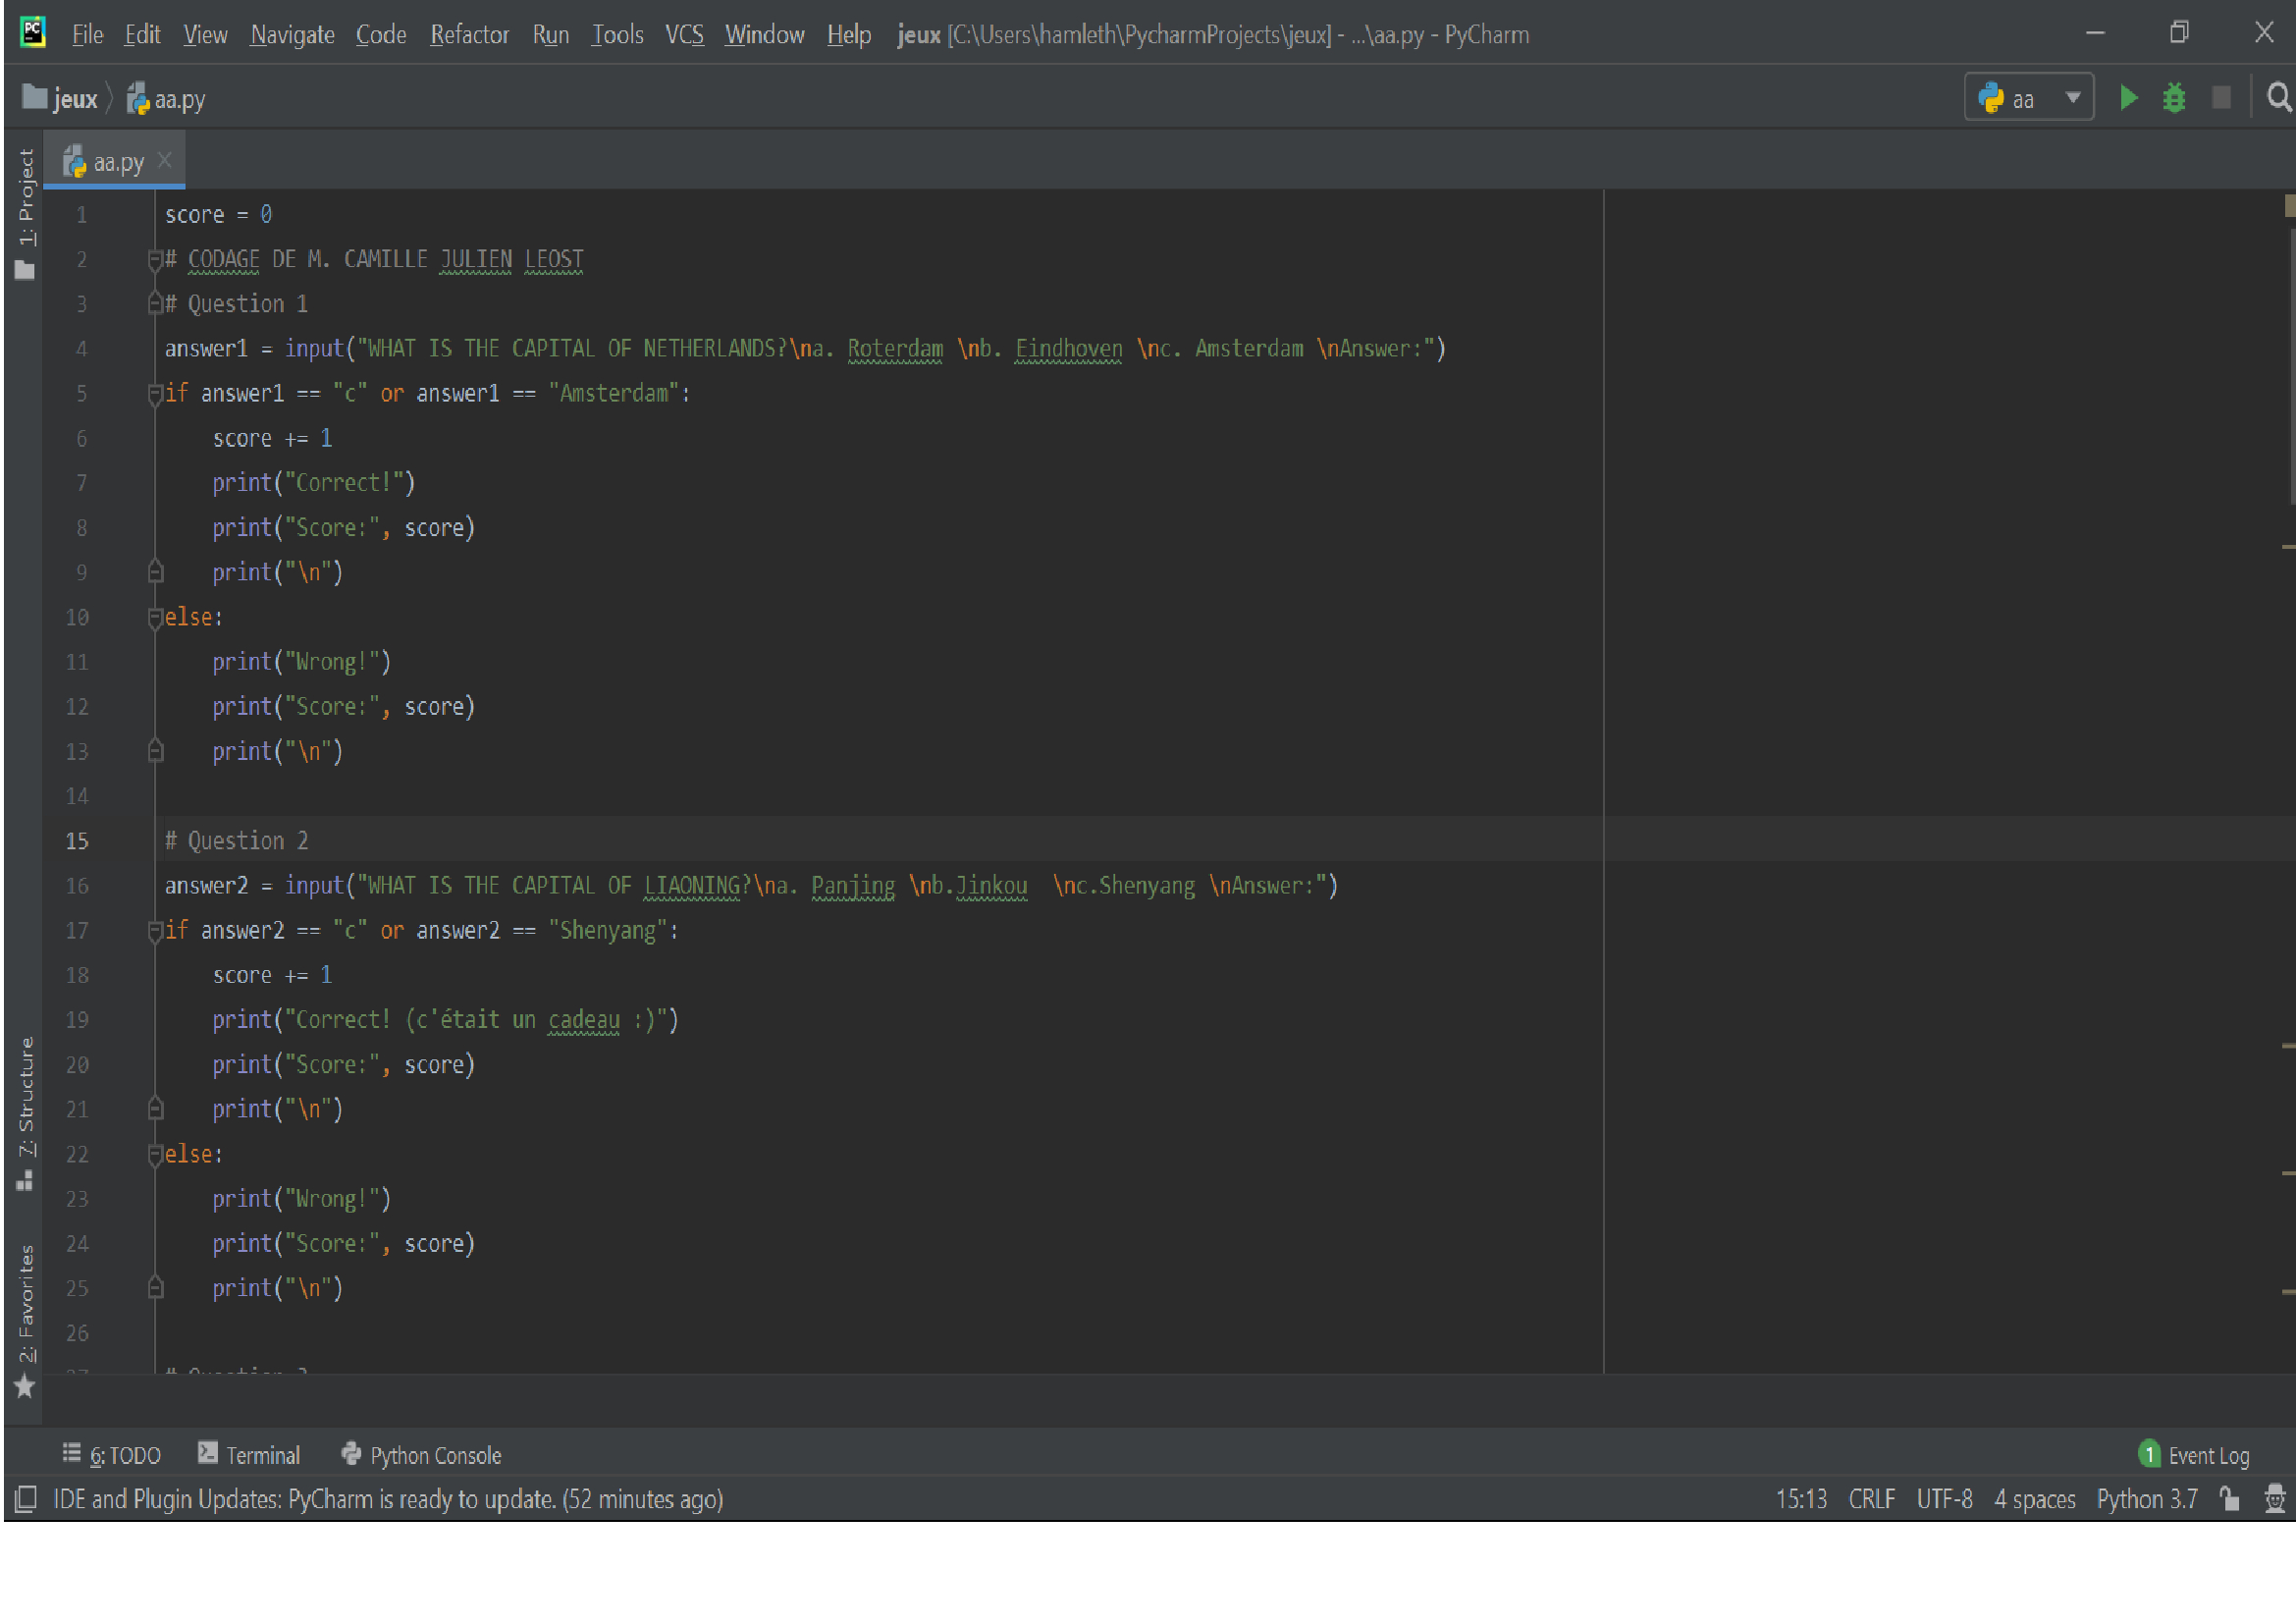 PC File Edit View Navigate Code Refactor Run Tools VCS Window Help jeux [C:\Users\hamleth\PycharmProjects\jeux] - ...\aa.py - PyCharm
jeux aa.py aa
1: Project
aa.py
1 score = 0
2 # CODAGE DE M. CAMILLE JULIEN LEOST
3 # Question 1
4 answer1 = input("WHAT IS THE CAPITAL OF NETHERLANDS?\na. Roterdam \nb. Eindhoven \nc. Amsterdam \nAnswer:")
5 if answer1 == "c" or answer1 == "Amsterdam":
6 score += 1
7 print("Correct!")
8 print("Score:", score)
9 print("\n")
10 else:
11 print("Wrong!")
12 print("Score:", score)
13 print("\n")
14
15 # Question 2
16 answer2 = input("WHAT IS THE CAPITAL OF LIAONING?\na. Panjing \nb.Jinkou  \nc.Shenyang \nAnswer:")
17 if answer2 == "c" or answer2 == "Shenyang":
18 score += 1
19 print("Correct! (c'était un cadeau :)")
20 print("Score:", score)
21 print("\n")
22 else:
23 print("Wrong!")
24 print("Score:", score)
25 print("\n")
26
7: Structure
2: Favorites
6: TODO Terminal Python Console 1 Event Log
IDE and Plugin Updates: PyCharm is ready to update. (52 minutes ago) 15:13 CRLF UTF-8 4 spaces Python 3.7